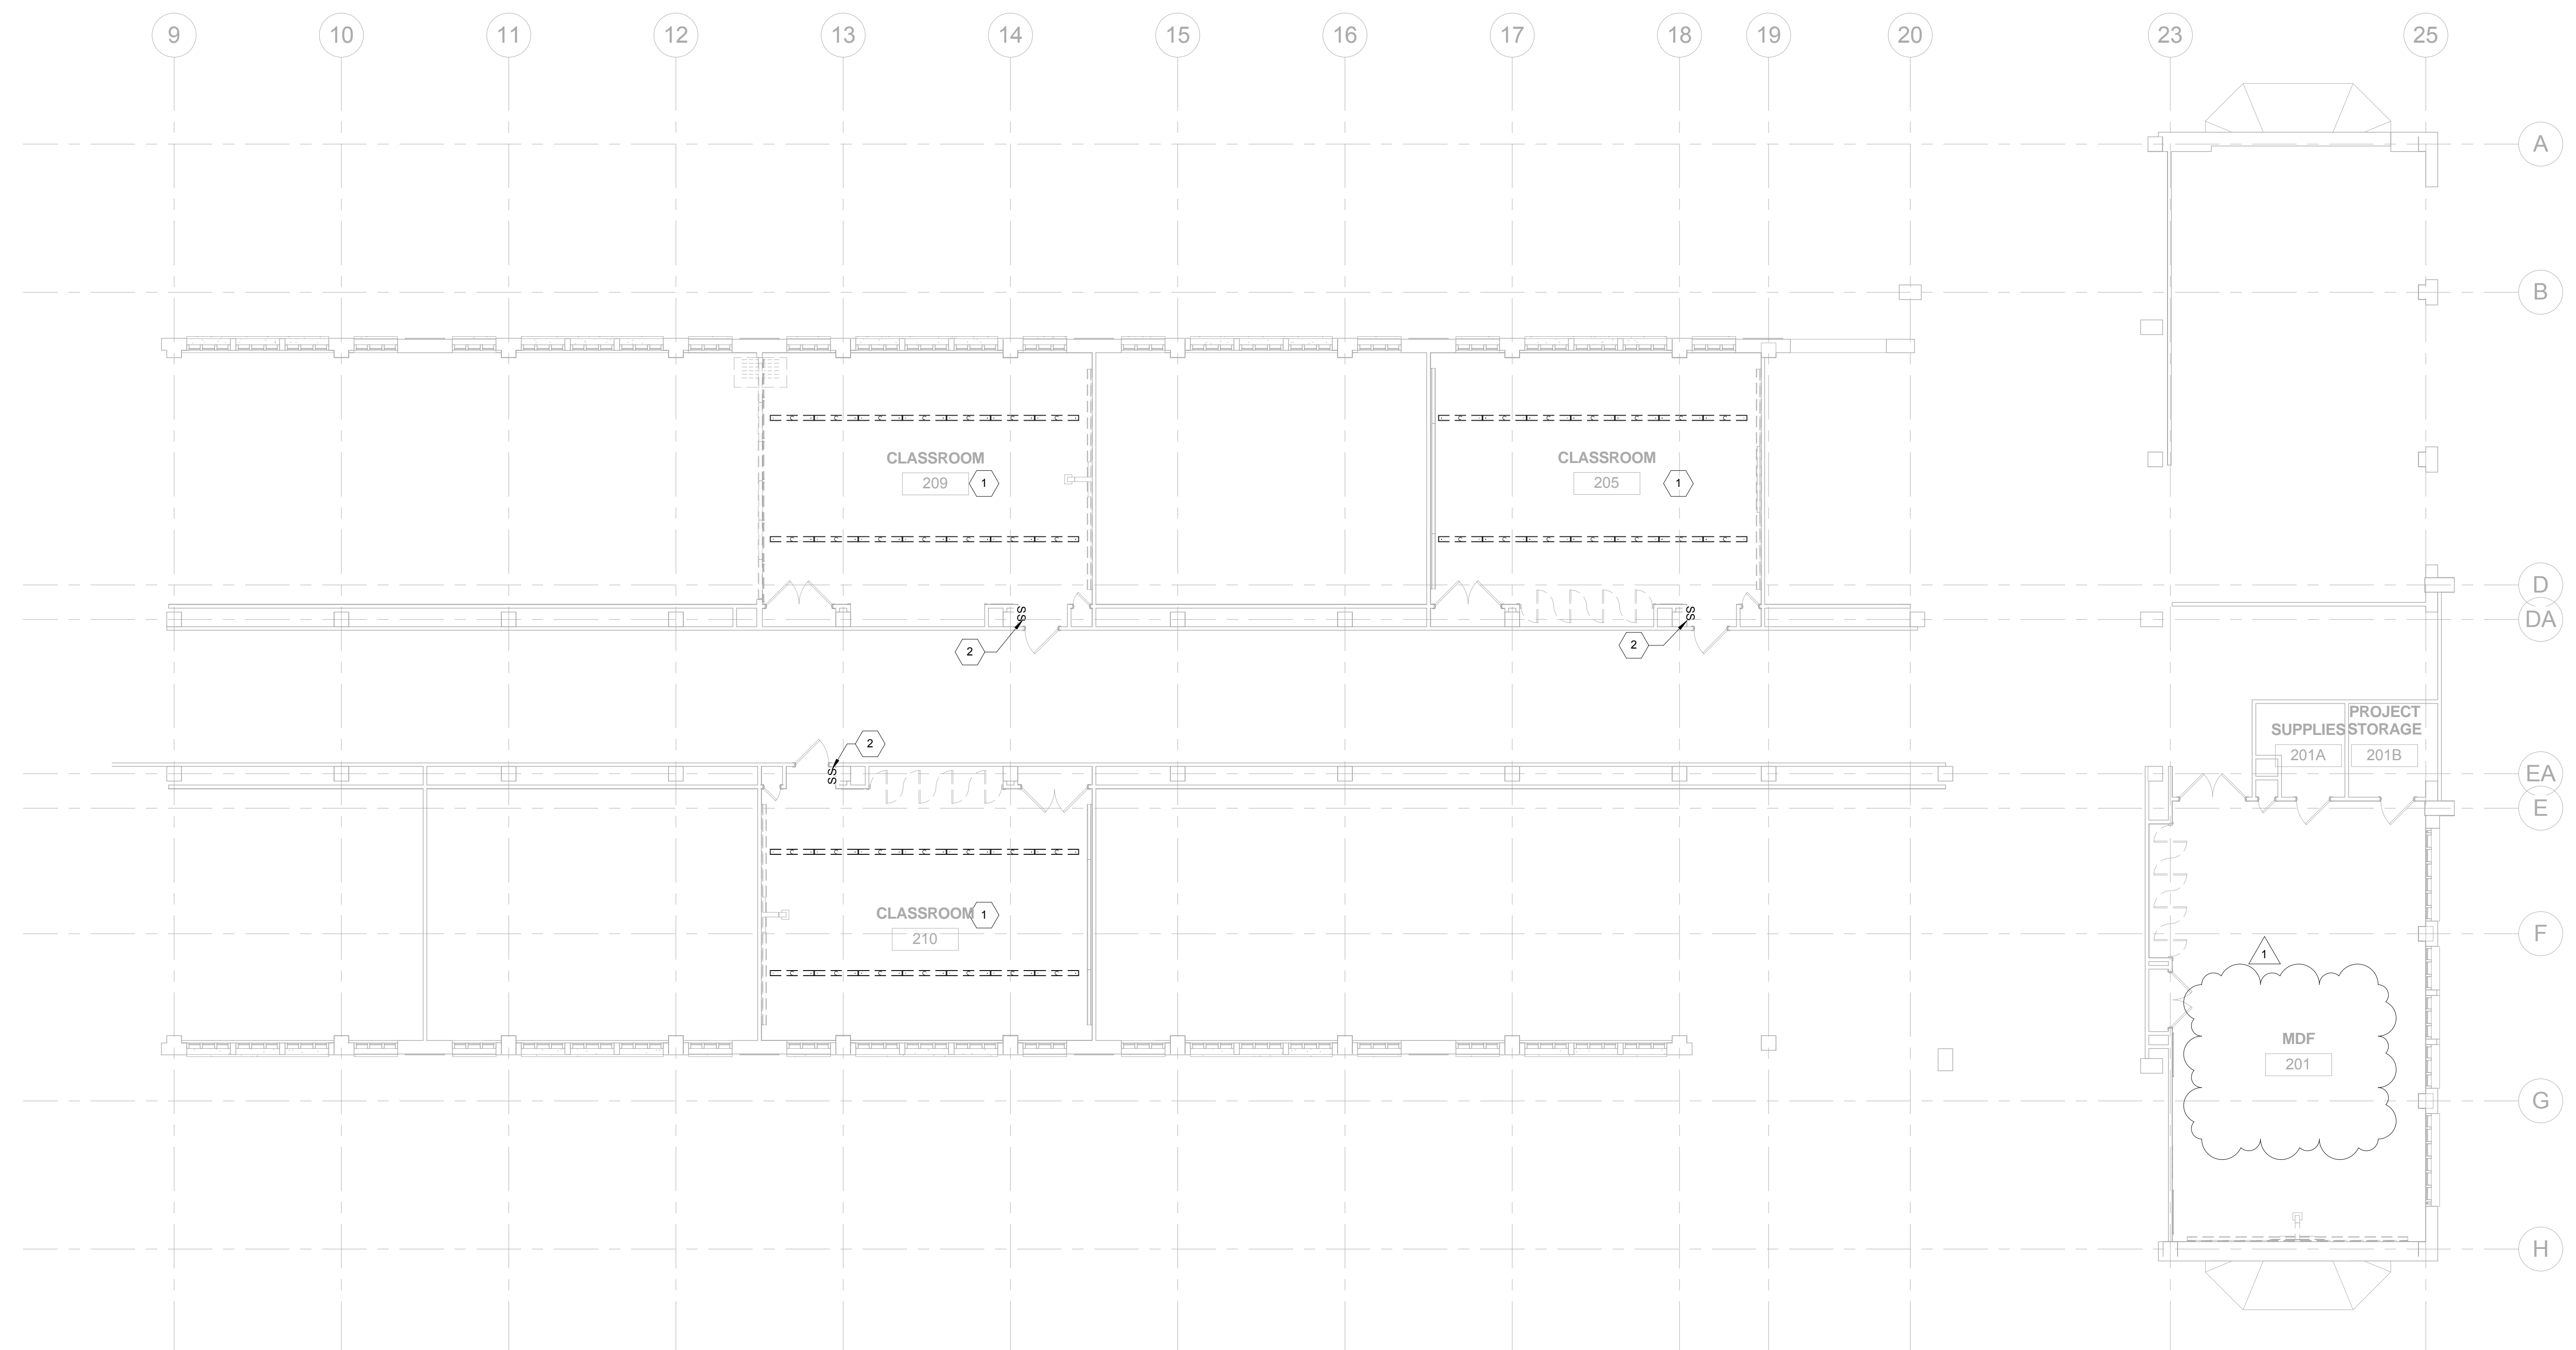 9 10 11 12 13 14 15 16 17 18 19 20 23 25
A
B
CLASSROOM
209
1
CLASSROOM
205
1
D
SS
SS
DA
2
2
PROJECT
SUPPLIES STORAGE
201A
201B
2
SS
EA
E
CLASSROOM
1
210
F
1
MDF
201
G
H